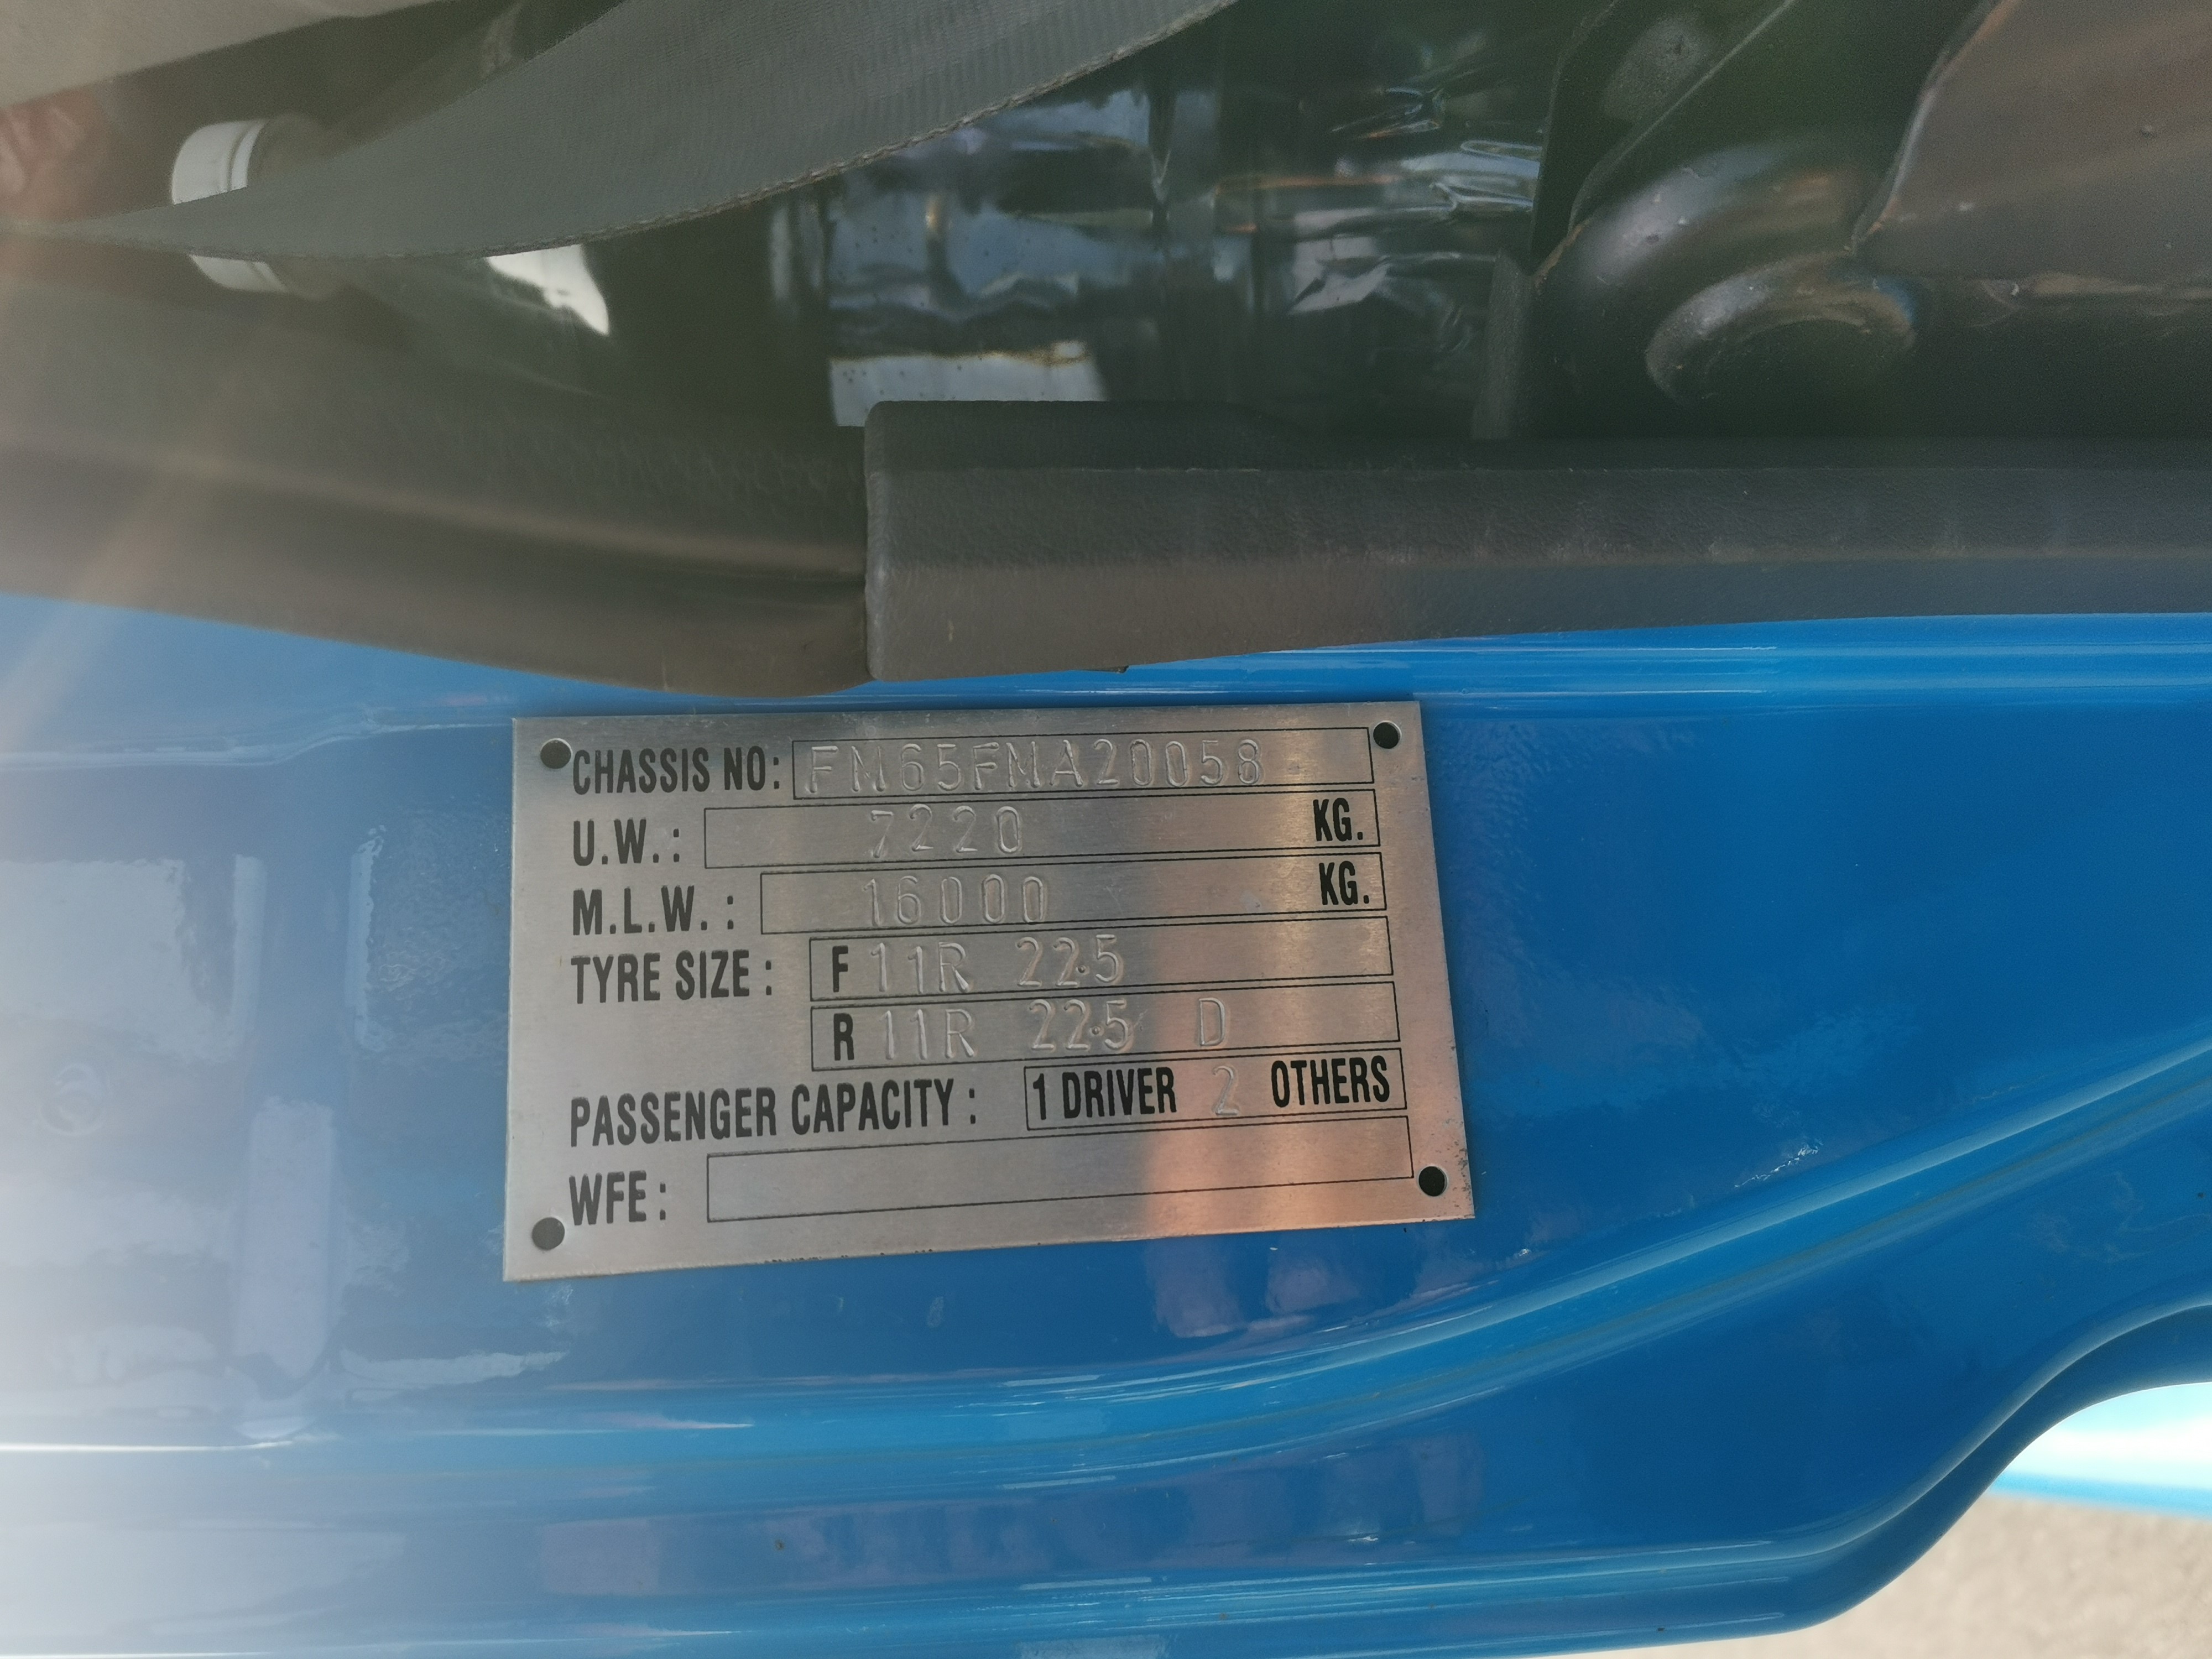 CHASSIS NO: FM65FMA20058
U.W. : 7220 KG.
M.L.W. : 16000 KG.
TYRE SIZE : F 11R 22.5
R 11R 22.5 D
PASSENGER CAPACITY : 1 DRIVER 2 OTHERS
WFE :